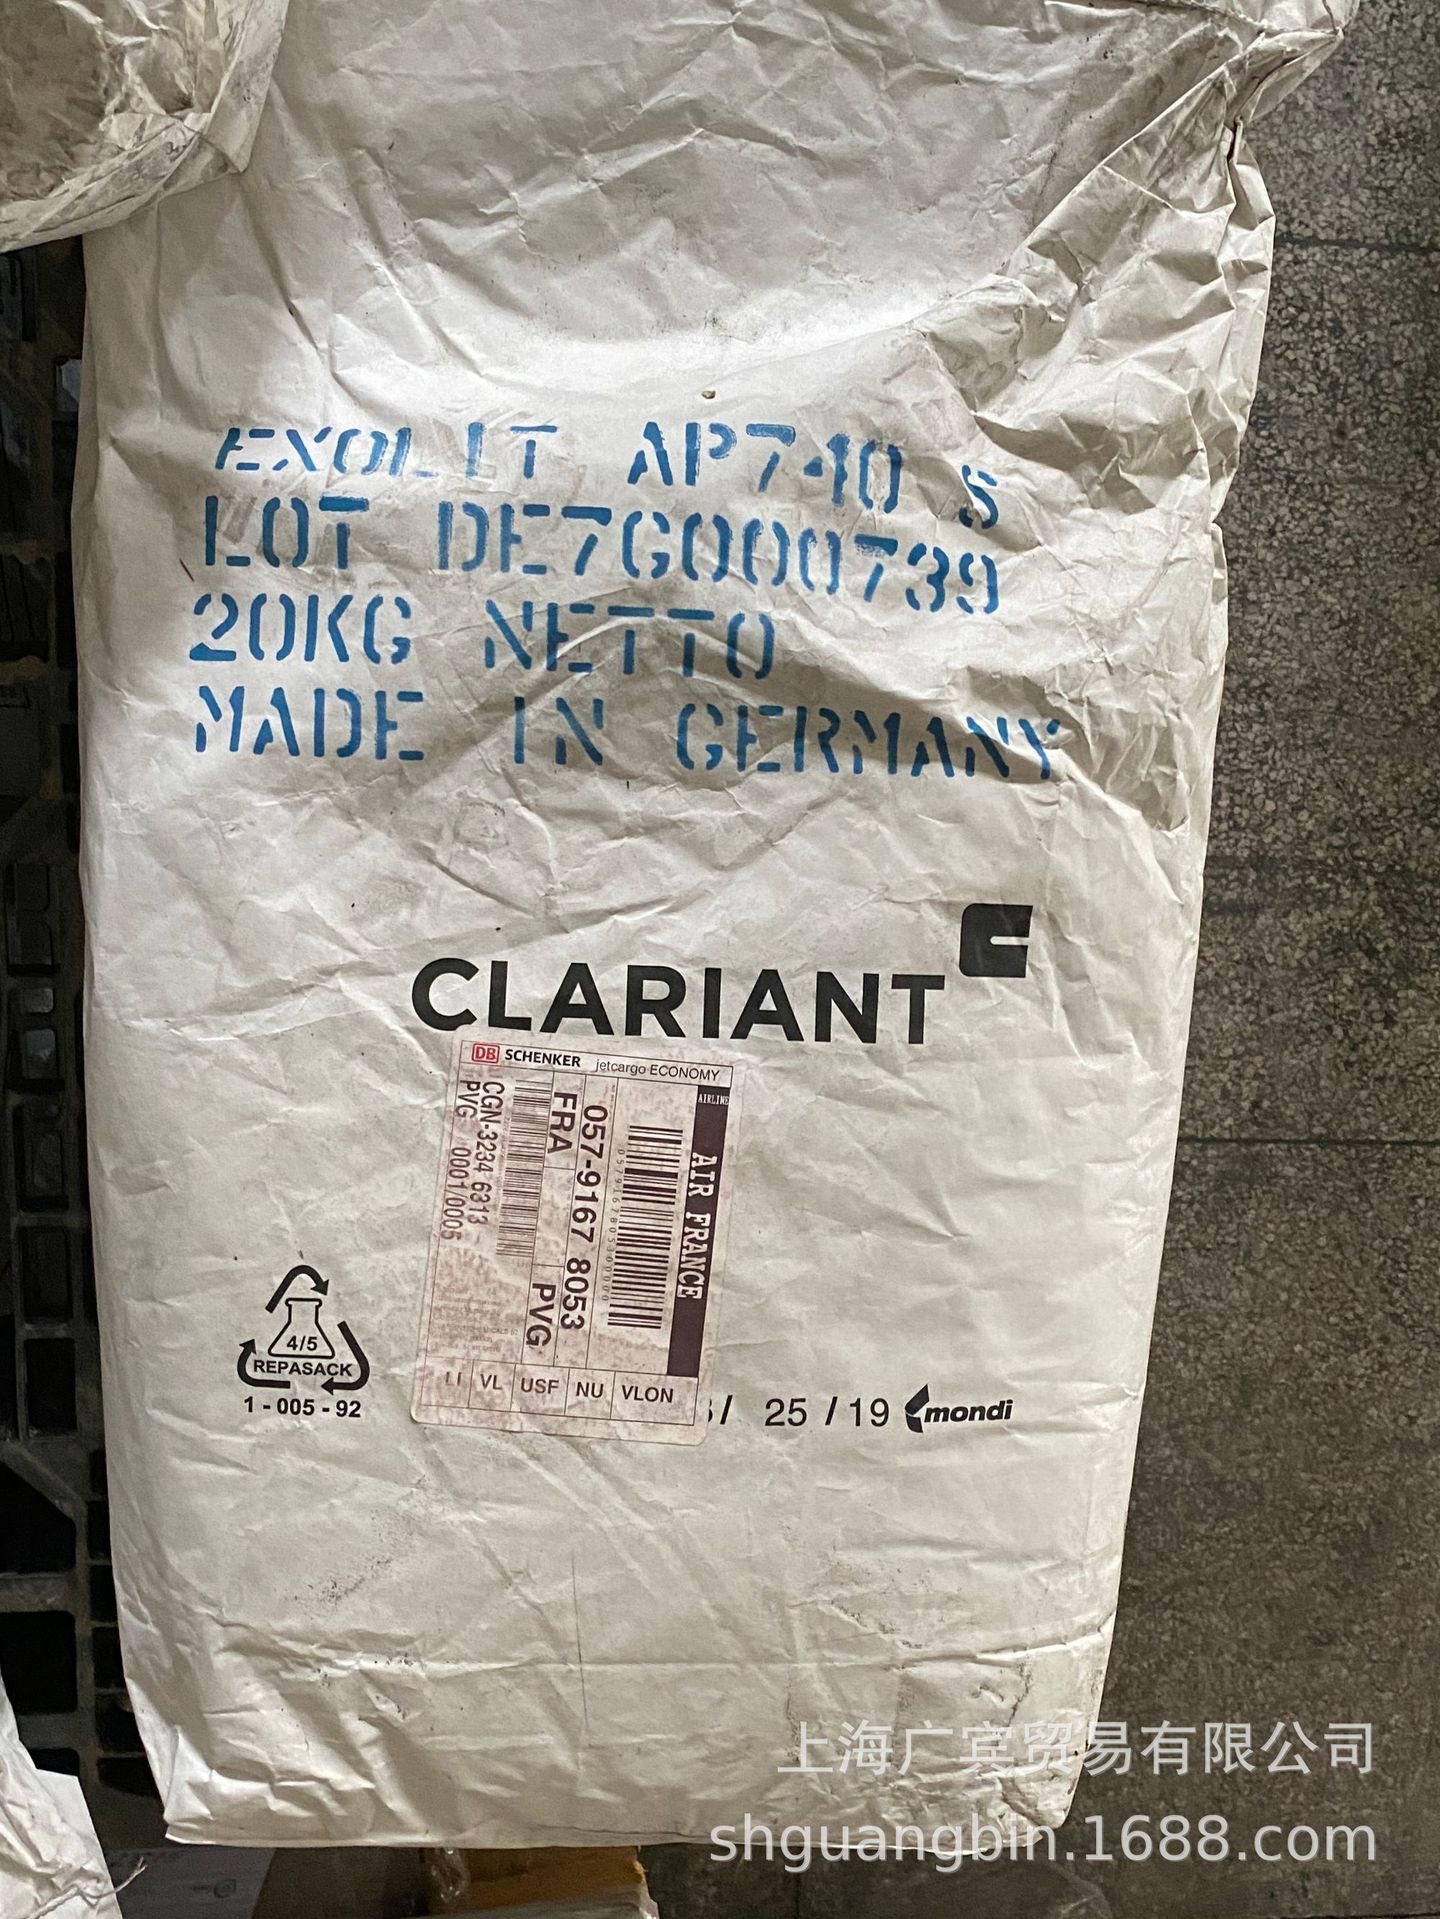 EXOLIT AP740 S
LOT DE7G000739
20KG NETTO
MADE IN GERMANY
CLARIANT
DB SCHENKER jetcargo ECONOMY
AIRLINE
AIR FRANCE
057-9167 8053
FRA PVG
CGN-3234 6313
PVG 0001/0005
VL USF NU VLON
4/5
REPASACK
1 - 005 - 92
/ 25 / 19 mondi
上海广宾贸易有限公司
shguangbin.1688.com